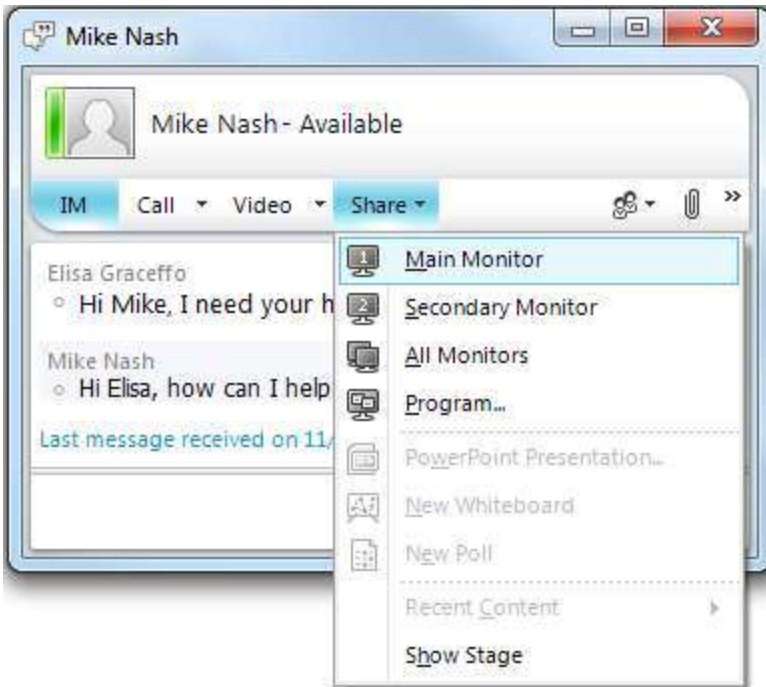 Mike Nash
Mike Nash - Available
IM Call Video Share
Main Monitor
Elisa Graceffo
Hi Mike, I need your h
Secondary Monitor
All Monitors
Mike Nash
Hi Elisa, how can I help
Program...
Last message received on 11/
PowerPoint Presentation...
New Whiteboard
New Poll
Recent Content
Show Stage